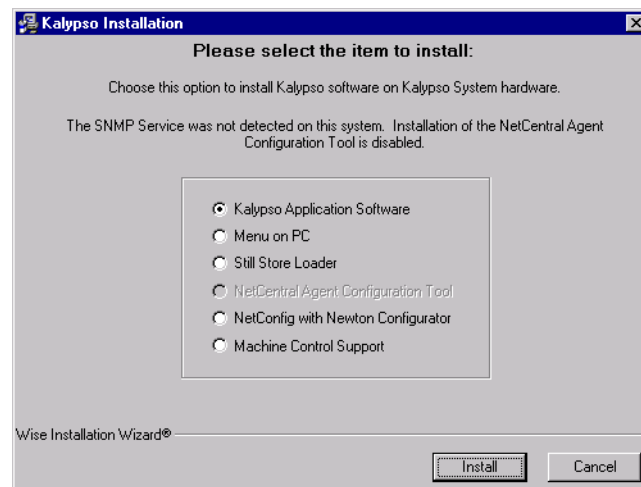 Kalypso Installation
Please select the item to install:
Choose this option to install Kalypso software on Kalypso System hardware.
The SNMP Service was not detected on this system.  Installation of the NetCentral Agent
Configuration Tool is disabled.
Kalypso Application Software
Menu on PC
Still Store Loader
NetCentral Agent Configuration Tool
NetConfig with Newton Configurator
Machine Control Support
Wise Installation Wizard®
Install
Cancel